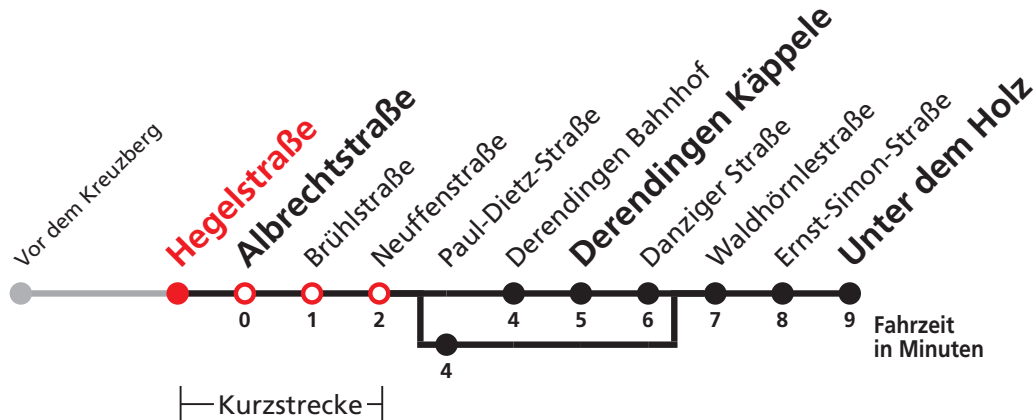 Vor dem Kreuzberg
Hegelstraße
Albrechtstraße
Brühlstraße
Neuffenstraße
Paul-Dietz-Straße
Derendingen Bahnhof
Derendingen Käppele
Danziger Straße
Waldhörnlestraße
Ernst-Simon-Straße
Unter dem Holz
0 1 2 4 5 6 7 8 9
Fahrzeit
in Minuten
4
Kurzstrecke